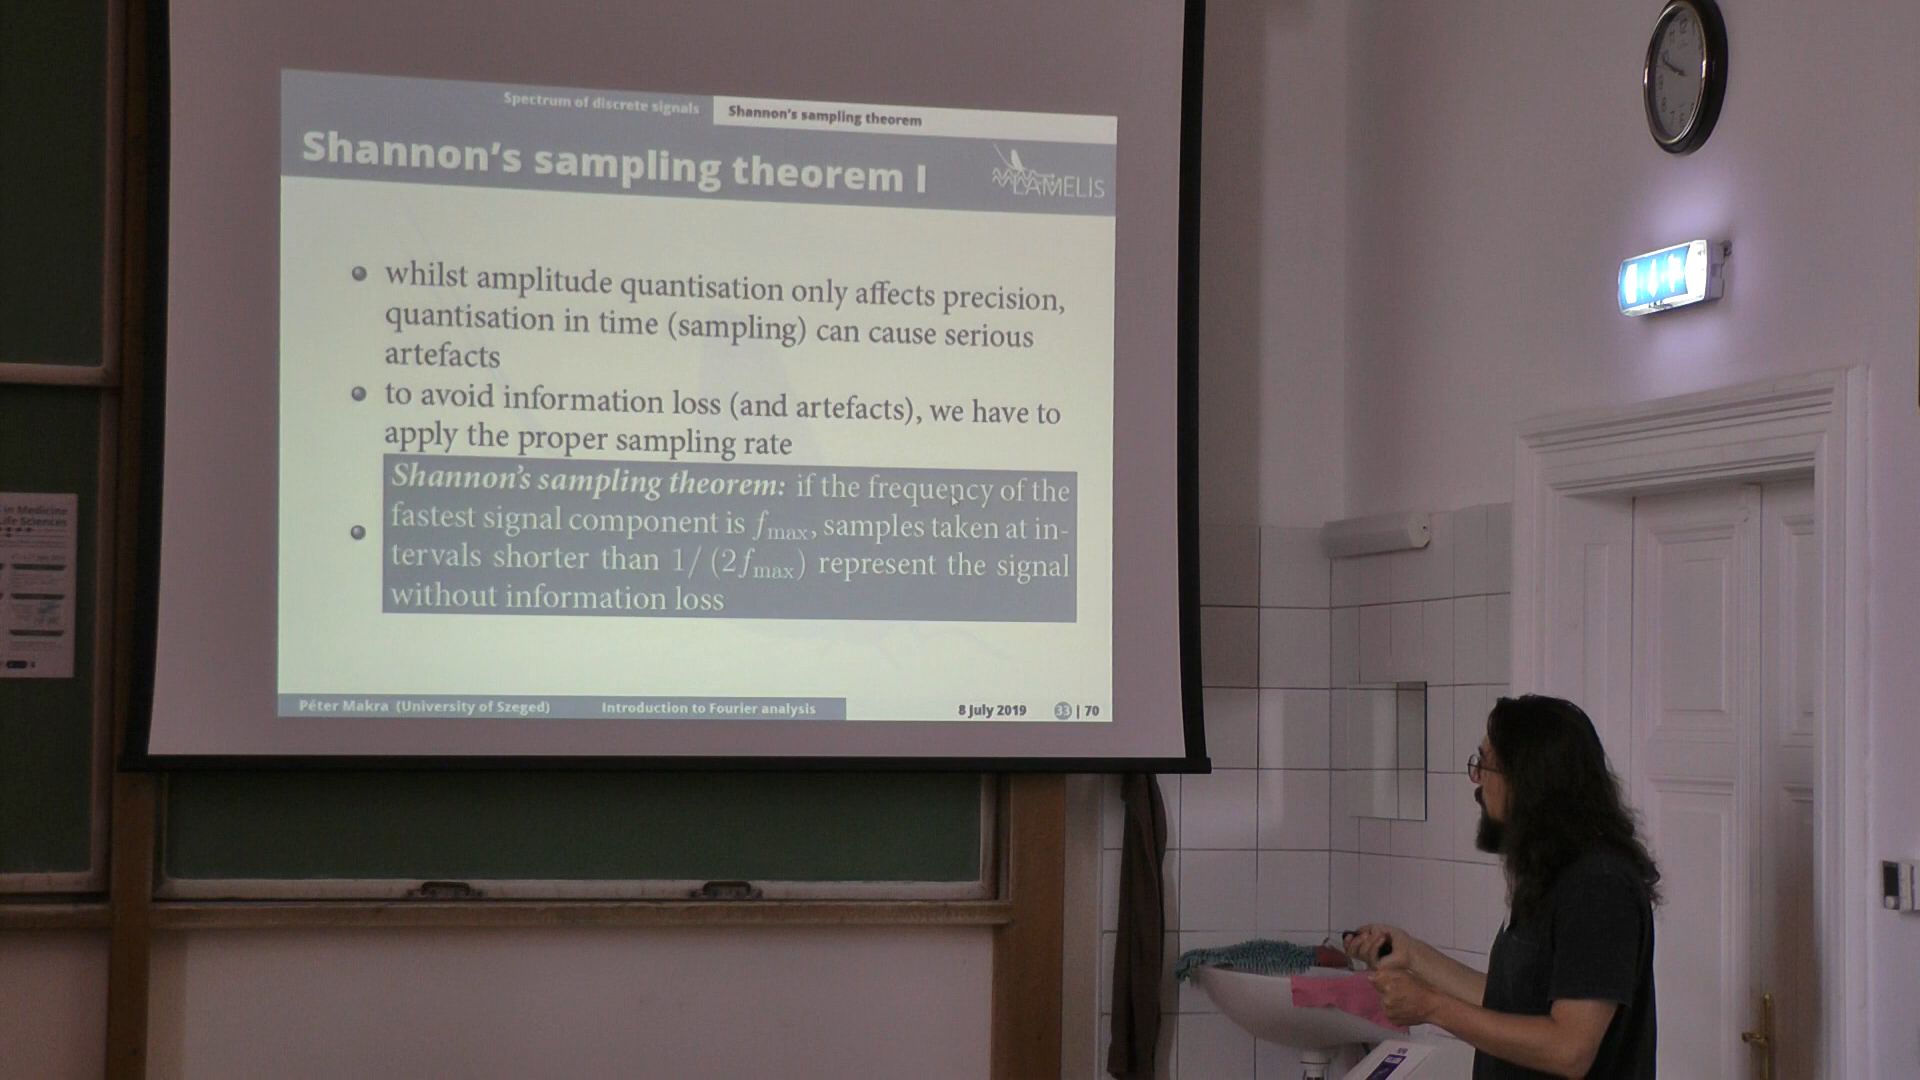 Spectrum of discrete signals
Shannon's sampling theorem
Shannon's sampling theorem I
LAMELIS
whilst amplitude quantisation only affects precision,
quantisation in time (sampling) can cause serious
artefacts
to avoid information loss (and artefacts), we have to
apply the proper sampling rate
Shannon's sampling theorem: if the frequency of the
fastest signal component is fmax, samples taken at in-
tervals shorter than 1/ (2fmax) represent the signal
without information loss
Péter Makra (University of Szeged)
Introduction to Fourier analysis
8 July 2019
33 | 70
in Medicine
Life Sciences